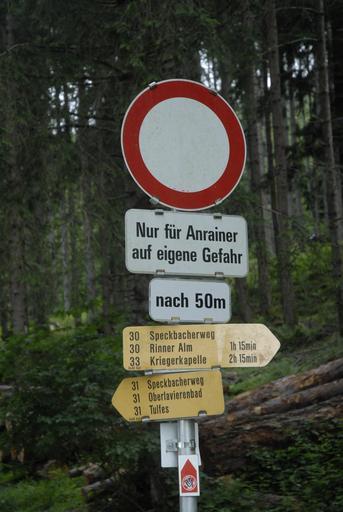 Nur für Anrainer
auf eigene Gefahr
nach 50m
30 Speckbacherweg
30 Rinner Alm 1h 15min
33 Kriegerkapelle 2h 15min
31 Speckbacherweg
31 Oberlavierenbad
31 Tulfes